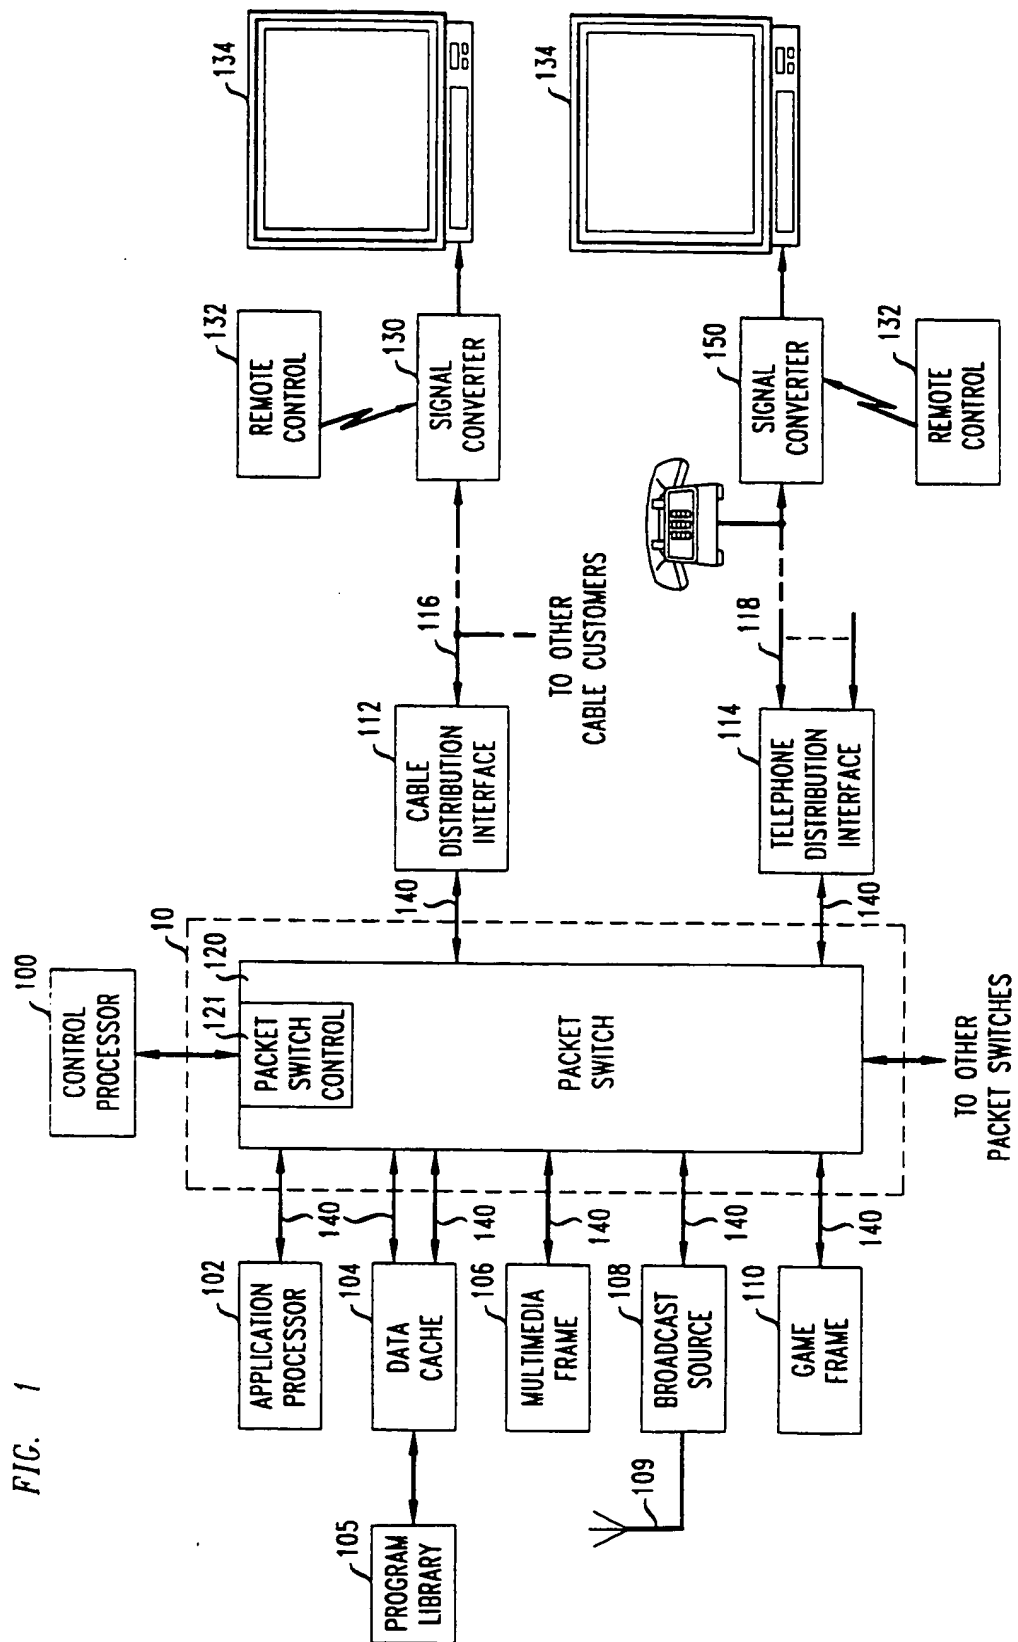 FIG. 1
100
CONTROL
PROCESSOR
10
120
121
PACKET
SWITCH
CONTROL
PACKET
SWITCH
102
APPLICATION
PROCESSOR
140
105
PROGRAM
LIBRARY
104
DATA
CACHE
140
140
106
MULTIMEDIA
FRAME
140
109
108
BROADCAST
SOURCE
140
110
GAME
FRAME
140
TO OTHER
PACKET SWITCHES
140
112
CABLE
DISTRIBUTION
INTERFACE
116
TO OTHER
CABLE CUSTOMERS
132
REMOTE
CONTROL
130
SIGNAL
CONVERTER
134
140
114
TELEPHONE
DISTRIBUTION
INTERFACE
118
150
SIGNAL
CONVERTER
132
REMOTE
CONTROL
134